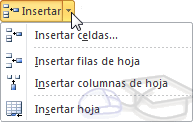 Insertar
Insertar celdas...
Insertar filas de hoja
Insertar columnas de hoja
Insertar hoja